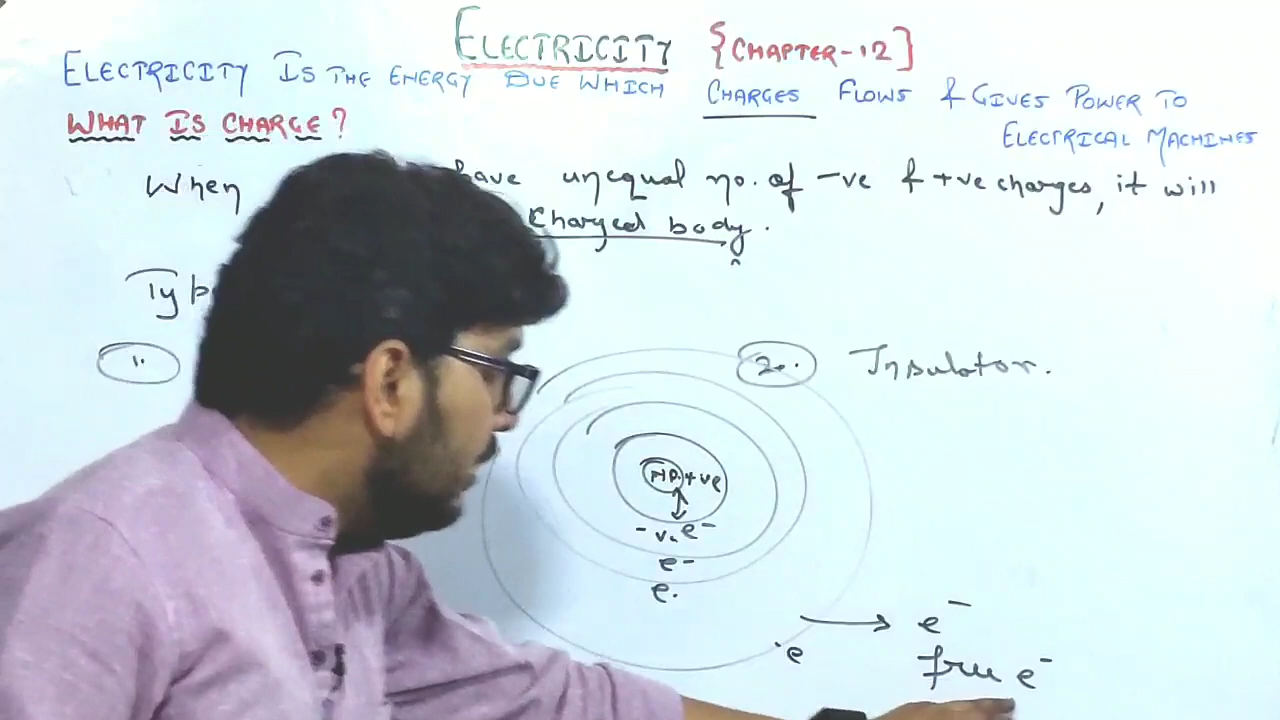 ELECTRICITY {CHAPTER-12]
ELECTRICITY IS THE ENERGY DUE WHICH CHARGES FLOWS & GIVES POWER TO
ELECTRICAL MACHINES
WHAT IS CHARGE?
When have unequal no. of -ve & +ve charges, it will
Charged body.
Typ
1.
2. Insulator.
+ve
e-
e-
e.
e
e-
free e-